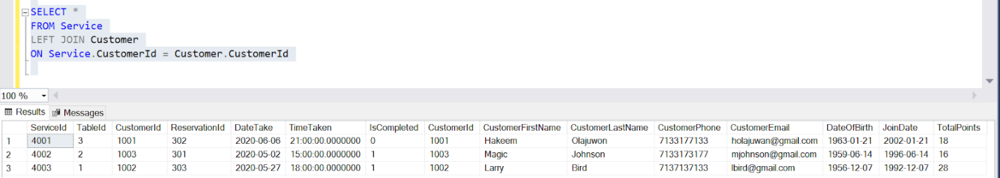 SELECT *
FROM Service
LEFT JOIN Customer
ON Service.CustomerId = Customer.CustomerId
100 %
Results Messages
ServiceId TableId CustomerId ReservationId DateTake TimeTaken IsCompleted CustomerId CustomerFirstName CustomerLastName CustomerPhone CustomerEmail DateOfBirth JoinDate TotalPoints
1 4001 3 1001 302 2020-06-06 21:00:00.0000000 0 1001 Hakeem Olajuwon 7133177133 holajuwan@gmail.com 1963-01-21 2002-01-21 18
2 4002 2 1003 301 2020-05-02 15:00:00.0000000 1 1003 Magic Johnson 7133173177 mjohnson@gmail.com 1959-06-14 1996-06-14 16
3 4003 1 1002 303 2020-05-27 18:00:00.0000000 1 1002 Larry Bird 7137137133 lbird@gmail.com 1956-12-07 1992-12-07 28